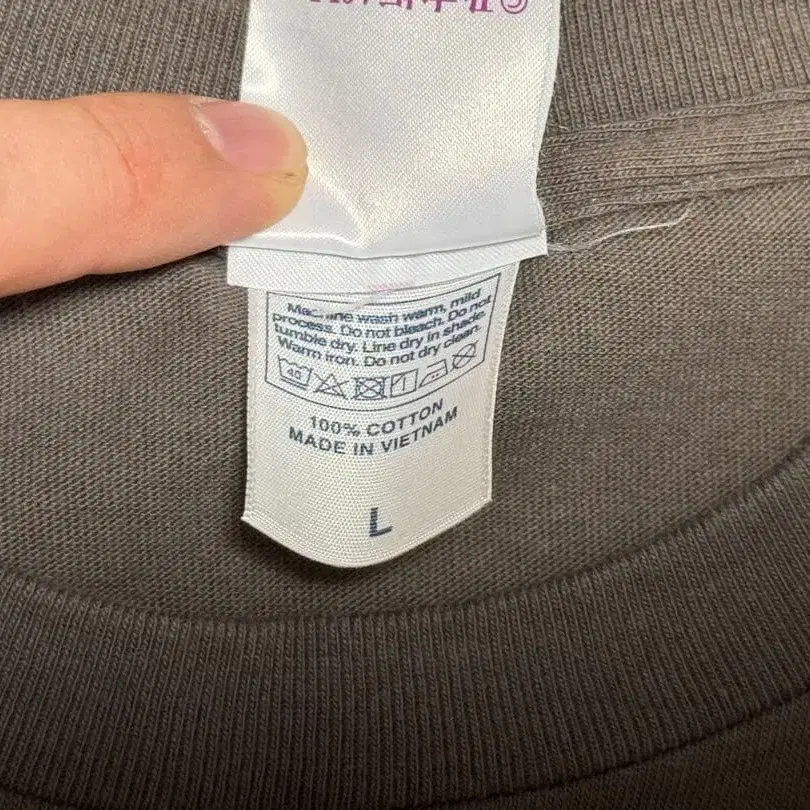 Machine wash warm, mild
process. Do not bleach. Do not
tumble dry. Line dry in shade.
Warm iron. Do not dry clean.
40
100% COTTON
MADE IN VIETNAM
L